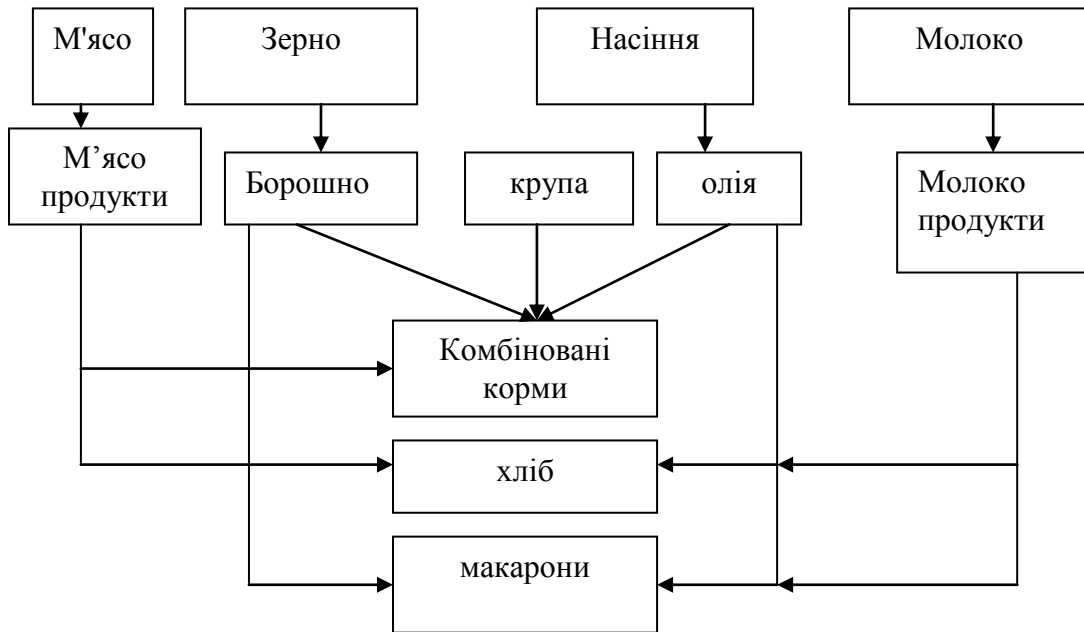 М'ясо
Зерно
Насіння
Молоко
М’ясо
продукти
Борошно
крупа
олія
Молоко
продукти
Комбіновані
корми
хліб
макарони